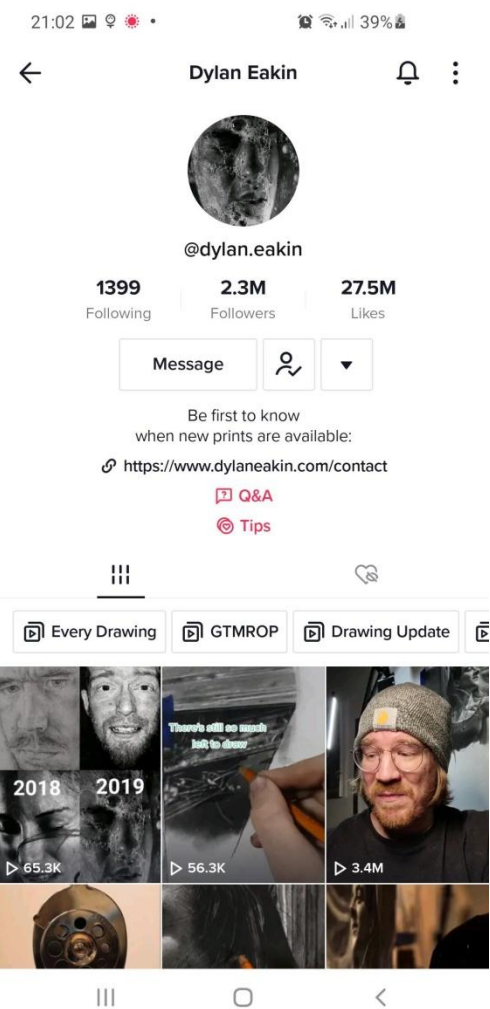 21:02
39%
Dylan Eakin
@dylan.eakin
1399
2.3M
27.5M
Following
Followers
Likes
Message
Be first to know
when new prints are available:
https://www.dylaneakin.com/contact
Q&A
Tips
Every Drawing
GTMROP
Drawing Update
There's still so much
left to draw
2018
2019
65.3K
56.3K
3.4M